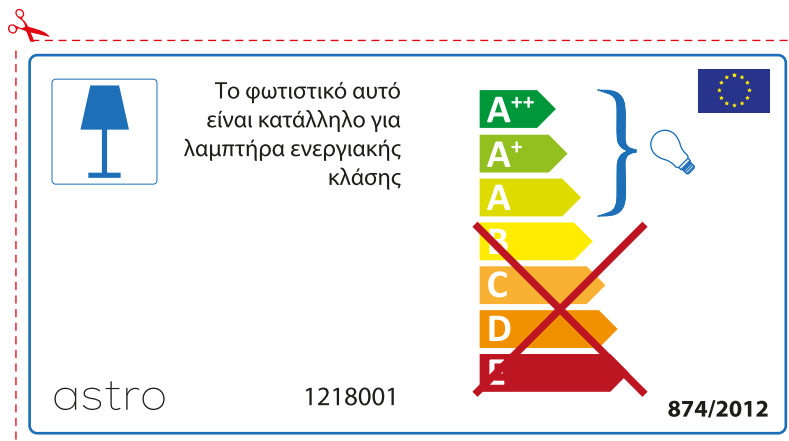 Το φωτιστικό αυτό
είναι κατάλληλο για
λαμπτήρα ενεργιακής
κλάσης
A++
A+
A
B
C
D
E
astro
1218001
874/2012